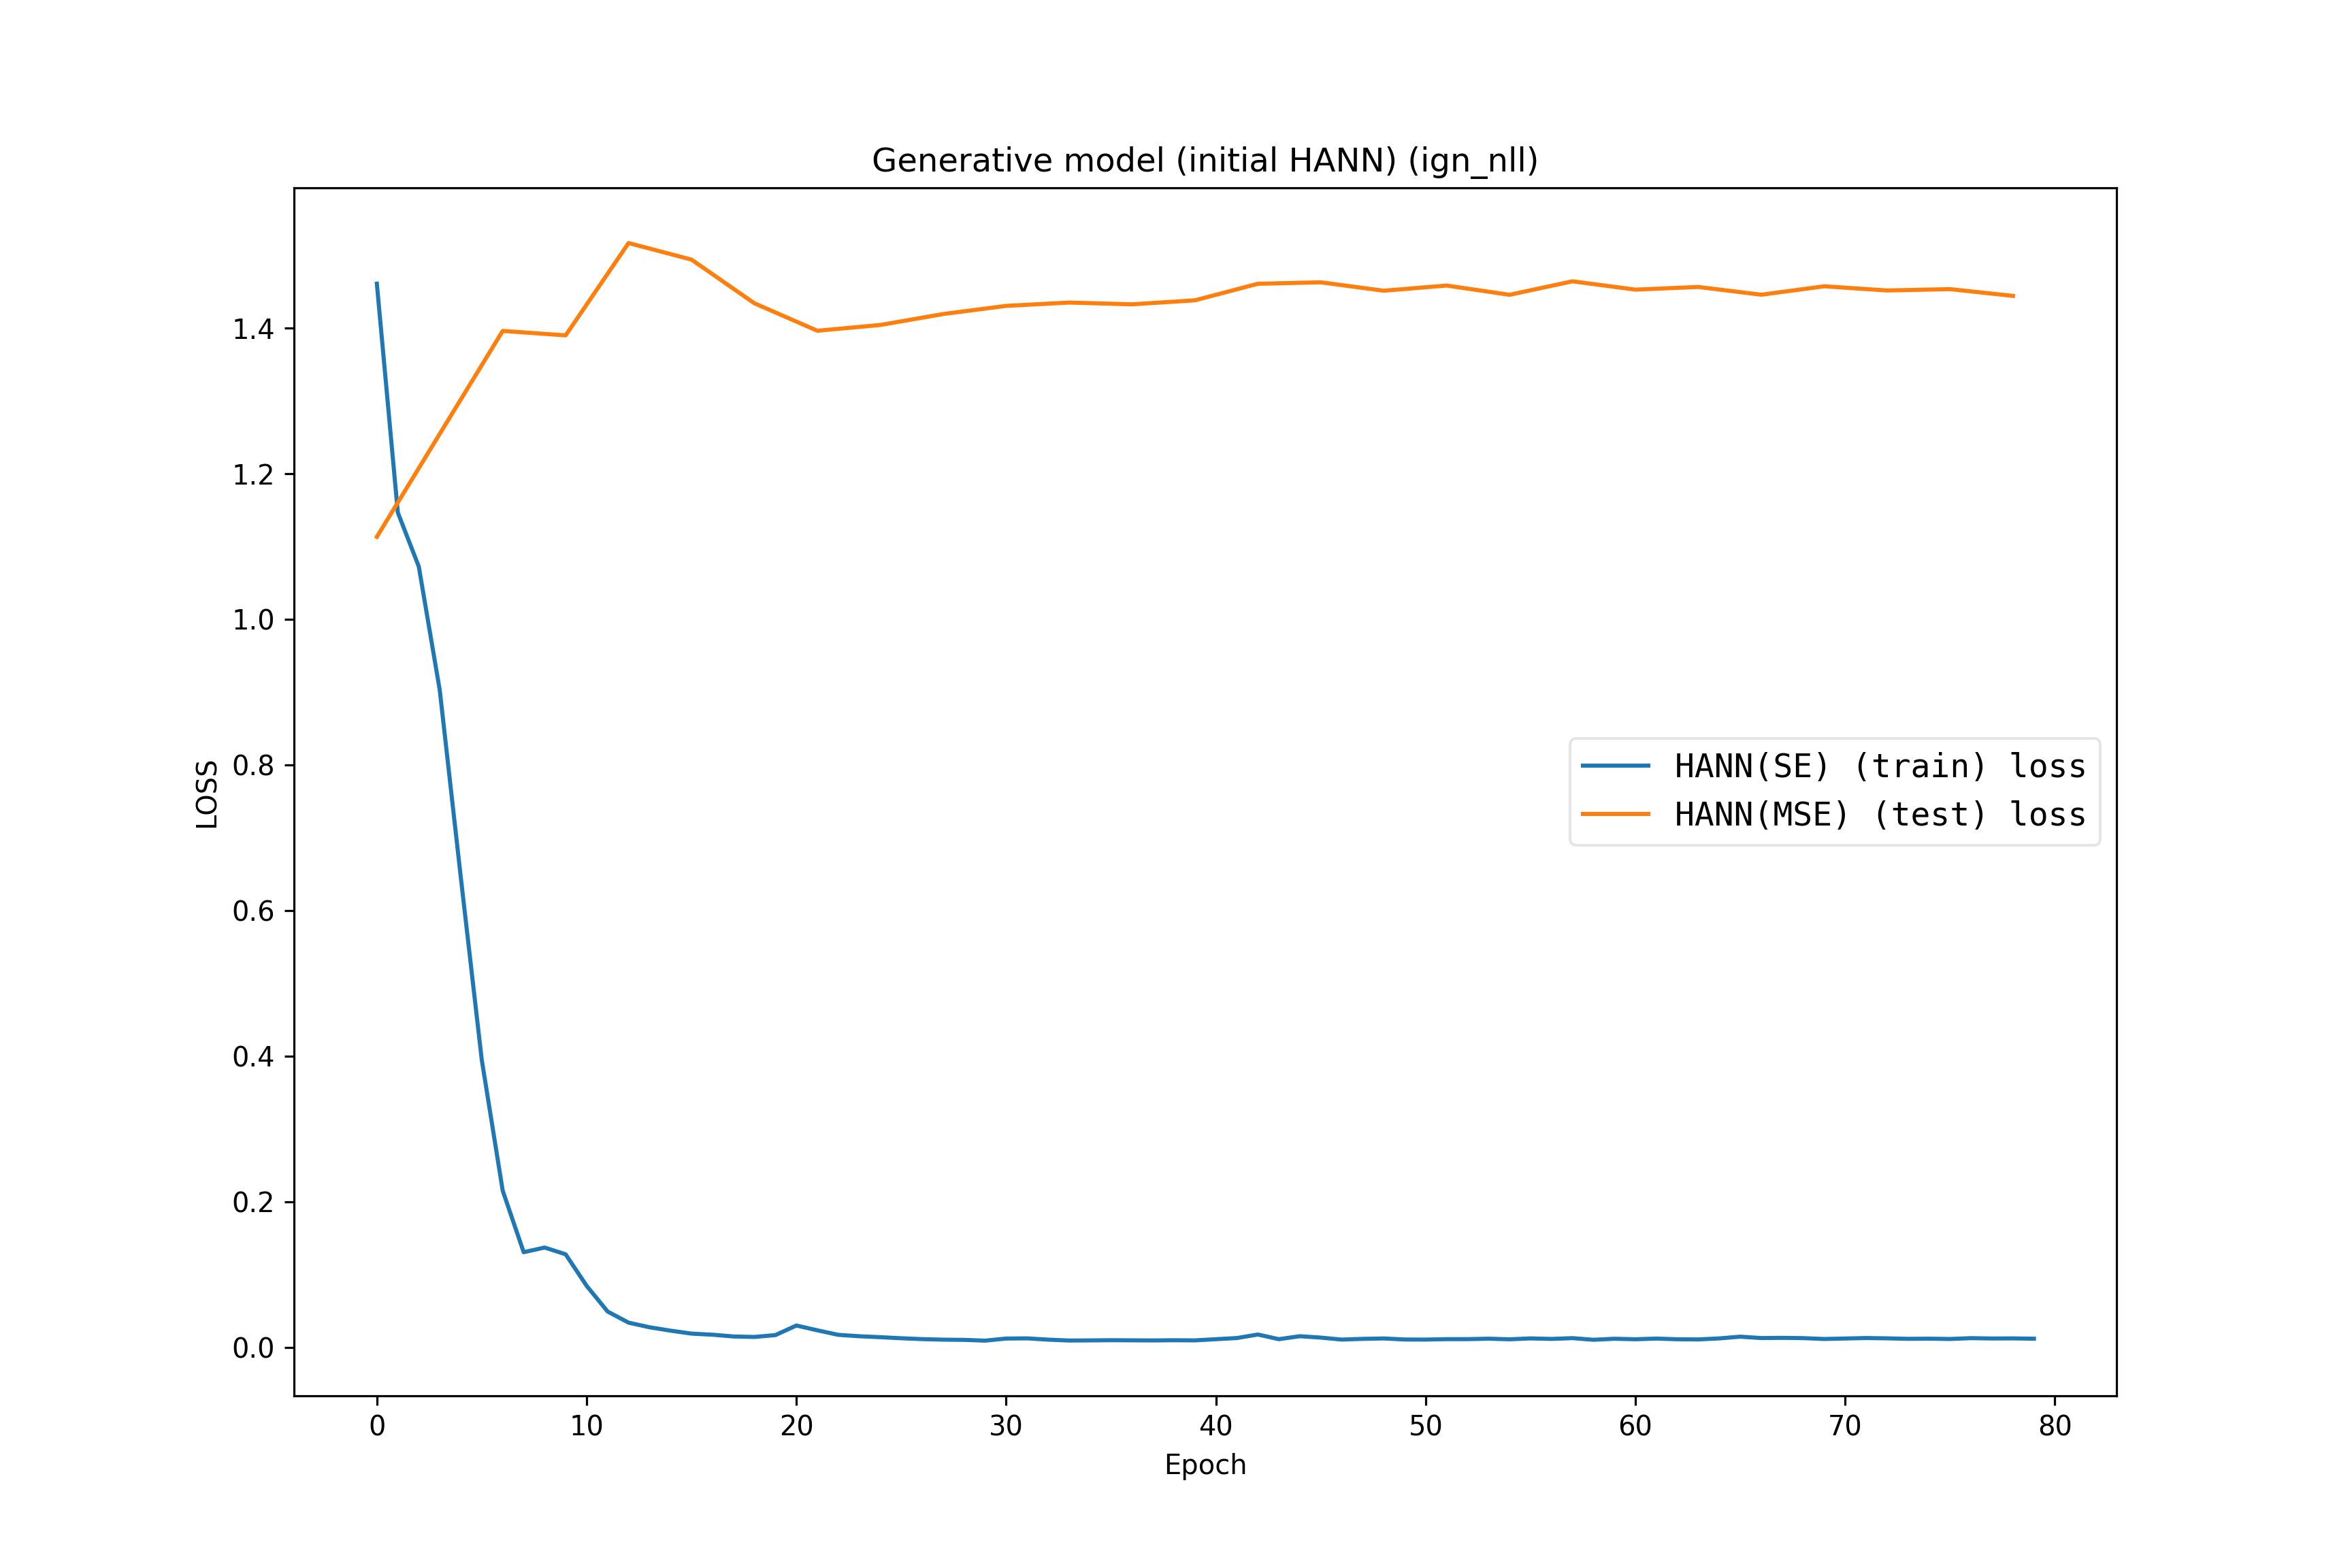 Generative model (initial HANN) (ign_nll)
1.4
1.2
1.0
0.8
0.6
0.4
0.2
0.0
LOSS
HANN(SE) (train) loss
HANN(MSE) (test) loss
0 10 20 30 40 50 60 70 80
Epoch